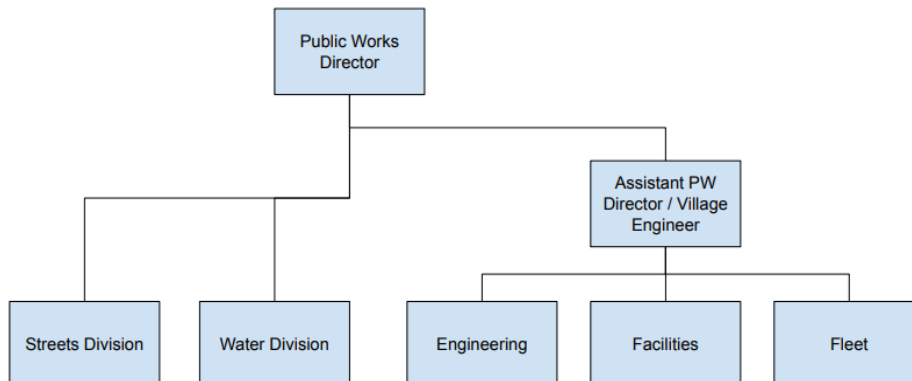 Public Works
Director
Assistant PW
Director / Village
Engineer
Streets Division
Water Division
Engineering
Facilities
Fleet